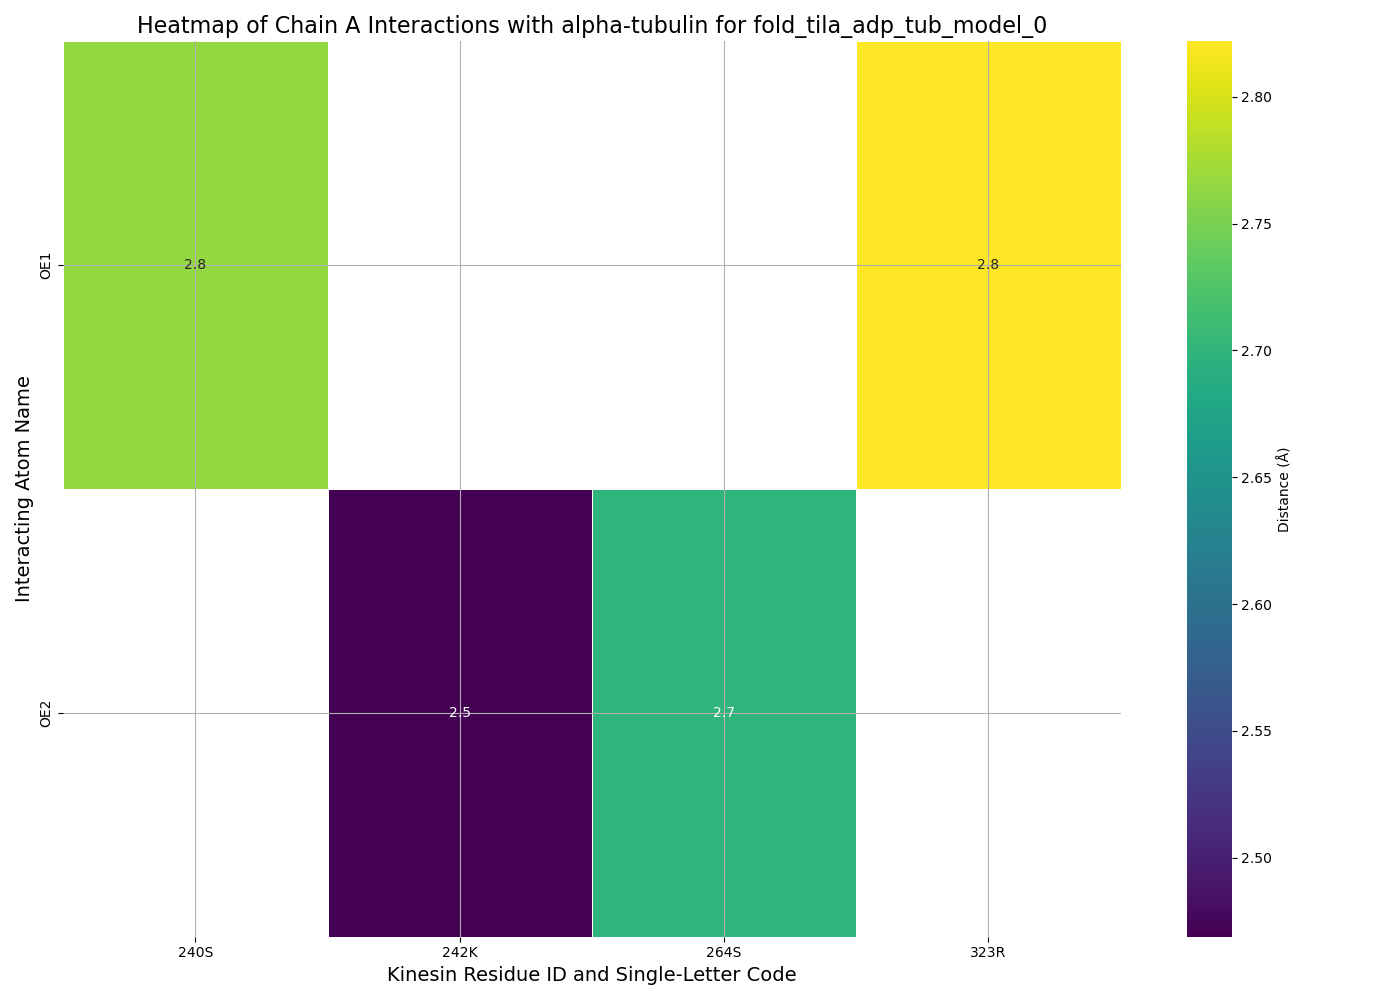 Heatmap of Chain A Interactions with alpha-tubulin for fold_tila_adp_tub_model_0
Interacting Atom Name
OE1
OE2
2.8
2.8
2.5
2.7
240S
242K
264S
323R
Kinesin Residue ID and Single-Letter Code
2.80
2.75
2.70
2.65
2.60
2.55
2.50
Distance (Å)